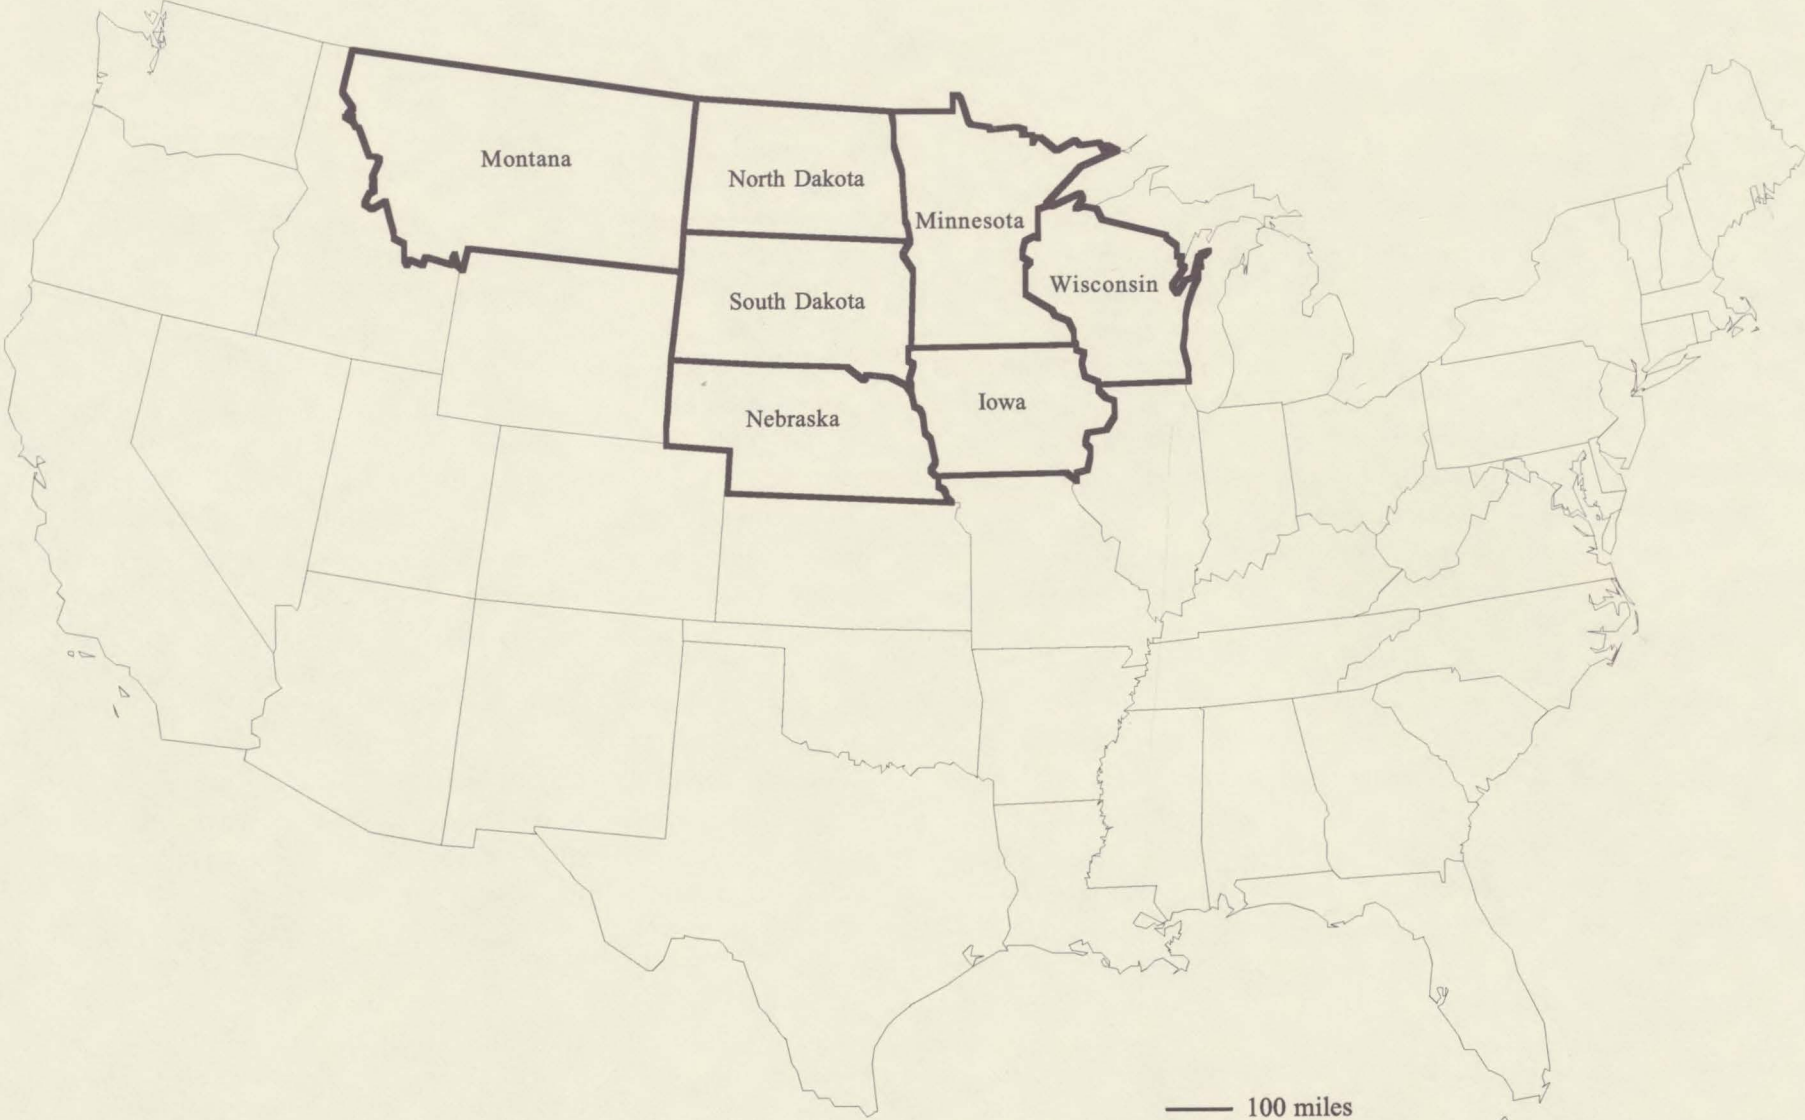 Montana
North Dakota
Minnesota
Wisconsin
South Dakota
Iowa
Nebraska
100 miles